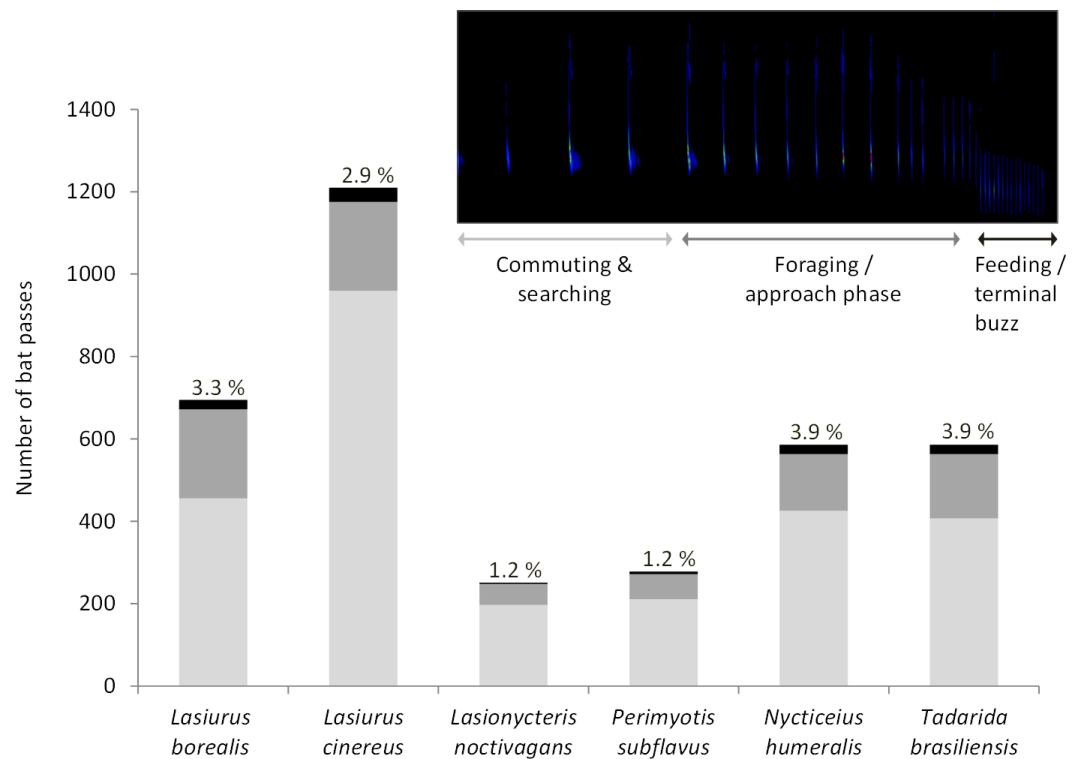 Commuting &
searching
Foraging /
approach phase
Feeding /
terminal
buzz
Number of bat passes
1400
1200
1000
800
600
400
200
0
3.3 %
2.9 %
1.2 %
1.2 %
3.9 %
3.9 %
Lasiurus
borealis
Lasiurus
cinereus
Lasionycteris
noctivagans
Perimyotis
subflavus
Nycticeius
humeralis
Tadarida
brasiliensis